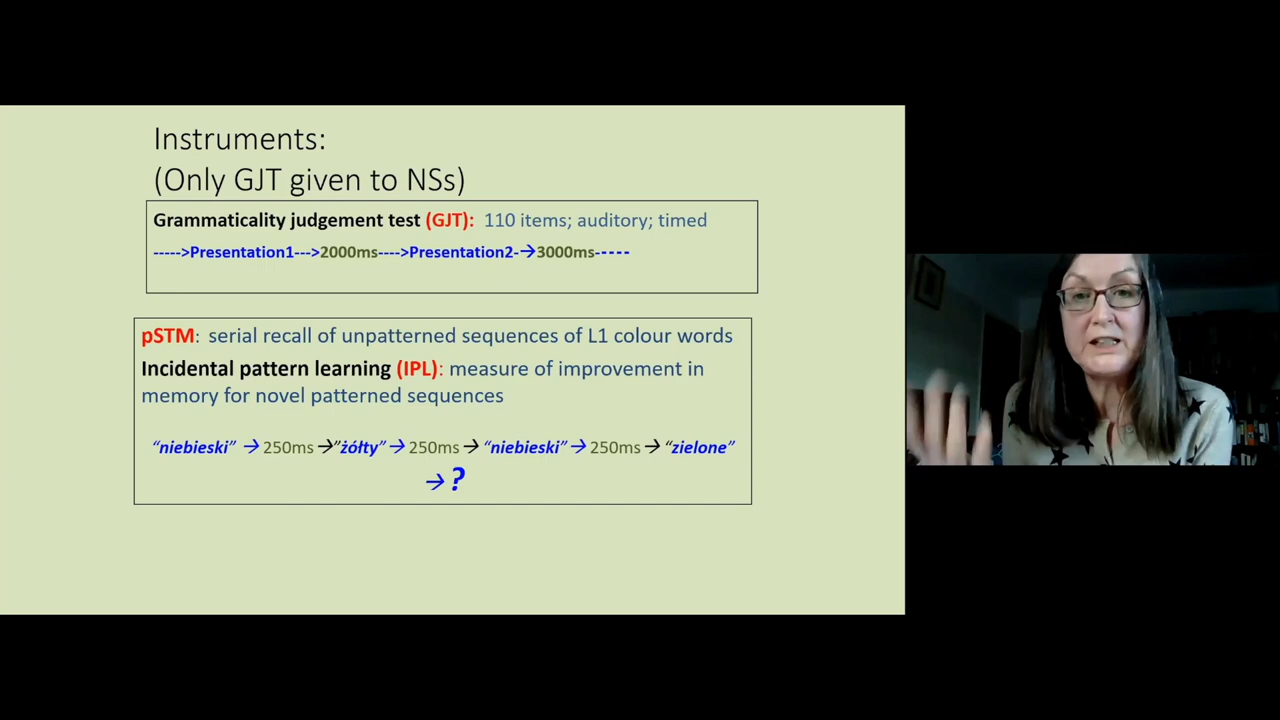 Instruments:
(Only GJT given to NSs)
Grammaticality judgement test (GJT): 110 items; auditory; timed
----->Presentation1--->2000ms---->Presentation2-→3000ms-----
pSTM: serial recall of unpatterned sequences of L1 colour words
Incidental pattern learning (IPL): measure of improvement in
memory for novel patterned sequences
“niebieski” → 250ms →”żółty”→ 250ms → “niebieski”→ 250ms → “zielone”
→ ?